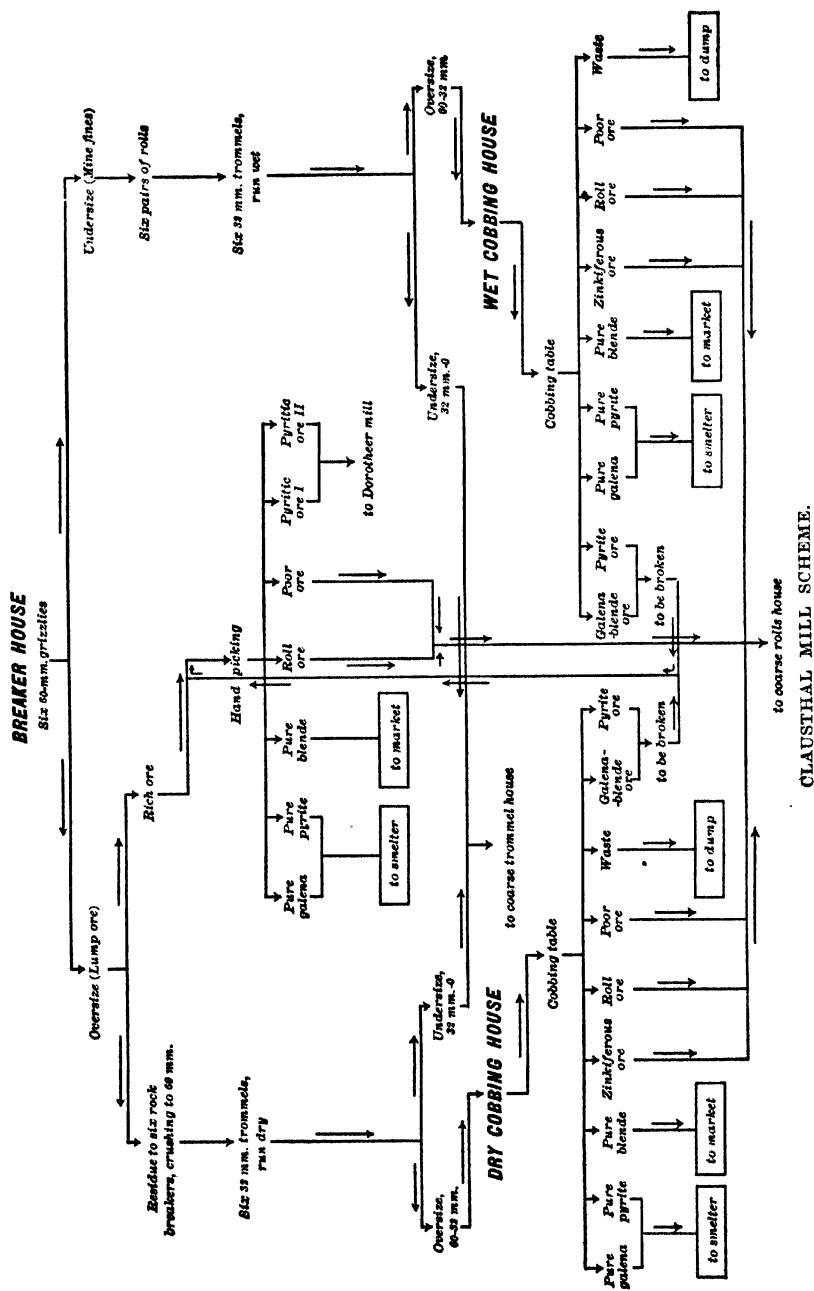 BREAKER HOUSE
Six 60-mm. grizzlies
Oversize (Lump ore)
Undersize (Mine fines)
Residue to six rock
breakers, crushing to 60 mm.
Rich ore
Six pairs of rolls
Six 32 mm. trommels,
run dry
Six 32 mm. trommels,
run wet
Hand picking
Pure
galena
Pure
pyrite
Pure
blende
Roll
ore
Poor
ore
Pyritic
ore I
Pyritic
ore II
to smelter
to market
to Dorotheer mill
Oversize,
60-32 mm.
Undersize,
32 mm.-0
Undersize,
32 mm.-0
Oversize,
60-32 mm.
to coarse trommel house
DRY COBBING HOUSE
WET COBBING HOUSE
Cobbing table
Cobbing table
Pure
galena
Pure
pyrite
Pure
blende
Zinkiferous
ore
Roll
ore
Poor
ore
Waste
Galena-
-blende
ore
Pyrite
ore
Galena
-blende
ore
Pyrite
ore
Pure
galena
Pure
pyrite
Pure
blende
Zinkiferous
ore
Roll
ore
Poor
ore
Waste
to smelter
to market
to dump
to be broken
to be broken
to smelter
to market
to dump
to coarse rolls house
CLAUSTHAL MILL SCHEME.